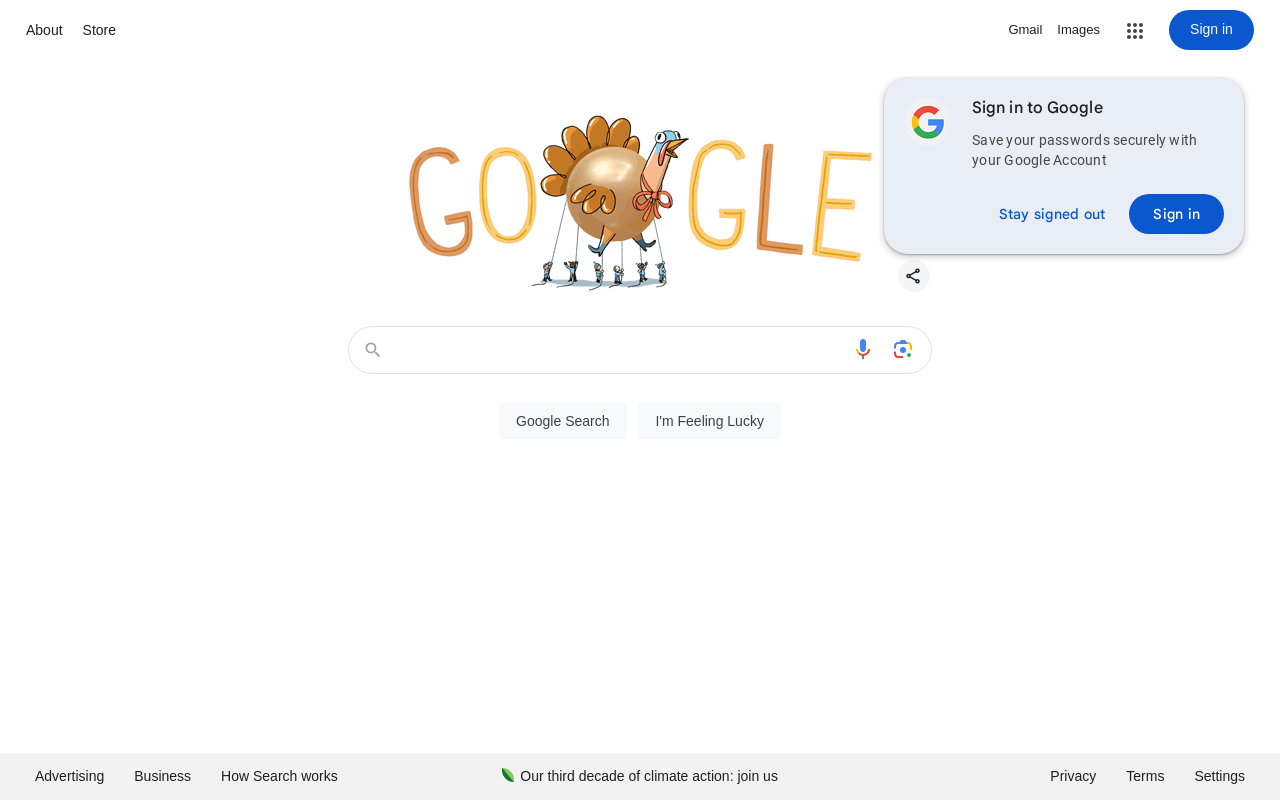 About
Store
Gmail
Images
Sign in
GOOGLE
Sign in to Google
Save your passwords securely with
your Google Account
Stay signed out
Sign in
Google Search
I'm Feeling Lucky
Advertising
Business
How Search works
Our third decade of climate action: join us
Privacy
Terms
Settings